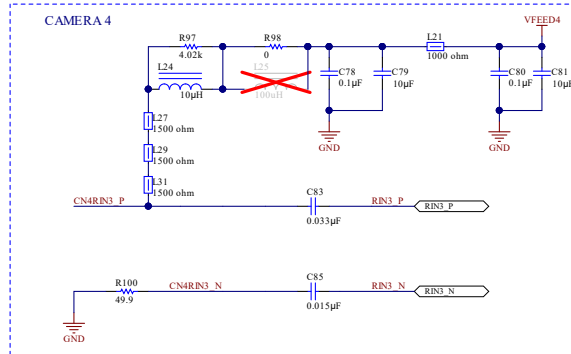 CAMERA 4
VFEED4
R97
4.02k
R98
0
L21
1000 ohm
L24
10µH
L25
100uH
C78
0.1µF
C79
10µF
C80
0.1µF
C81
10µF
GND
GND
L27
1500 ohm
L29
1500 ohm
L31
1500 ohm
CN4RIN3_P
C83
0.033µF
RIN3_P
RIN3_P
R100
49.9
CN4RIN3_N
C85
0.015µF
RIN3_N
RIN3_N
GND